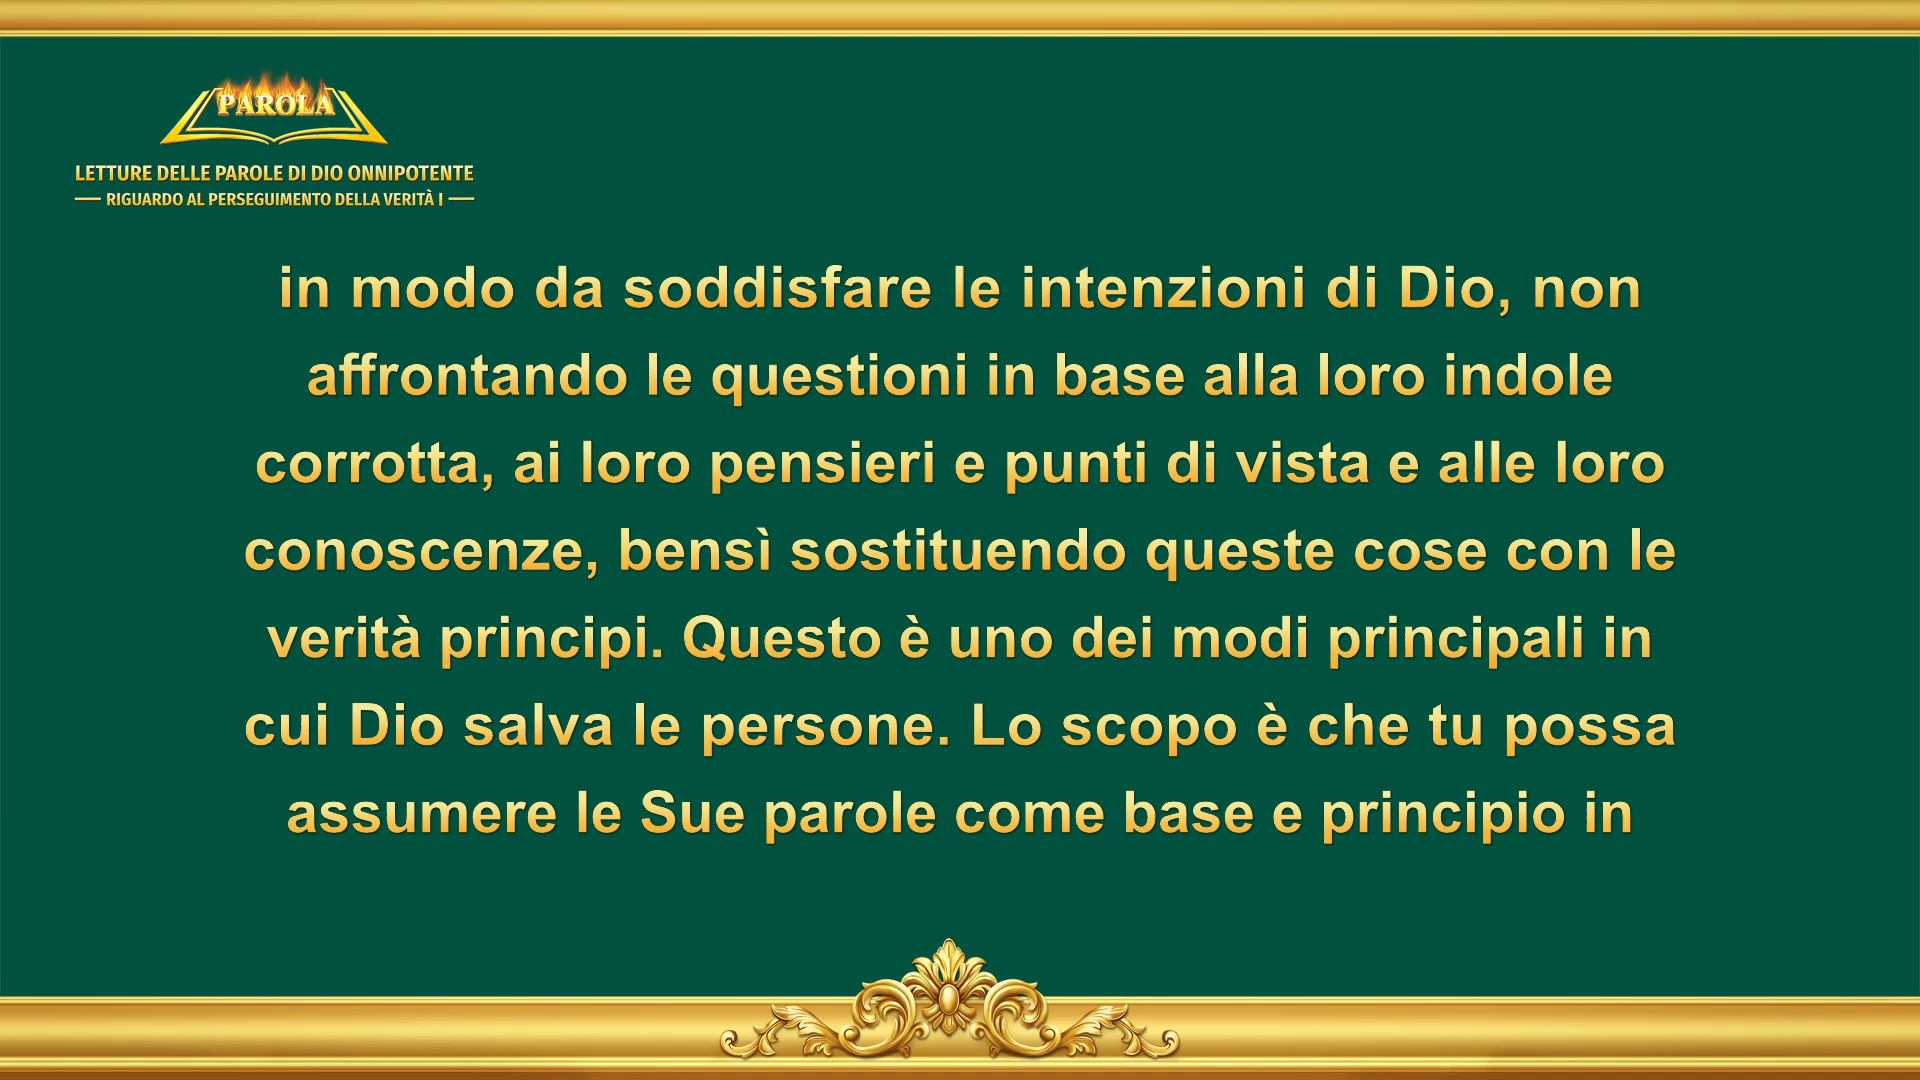 PAROLA
LETTURE DELLE PAROLE DI DIO ONNIPOTENTE
RIGUARDO AL PERSEGUIMENTO DELLA VERITÀ I
in modo da soddisfare le intenzioni di Dio, non
affrontando le questioni in base alla loro indole
corrotta, ai loro pensieri e punti di vista e alle loro
conoscenze, bensì sostituendo queste cose con le
verità principi. Questo è uno dei modi principali in
cui Dio salva le persone. Lo scopo è che tu possa
assumere le Sue parole come base e principio in